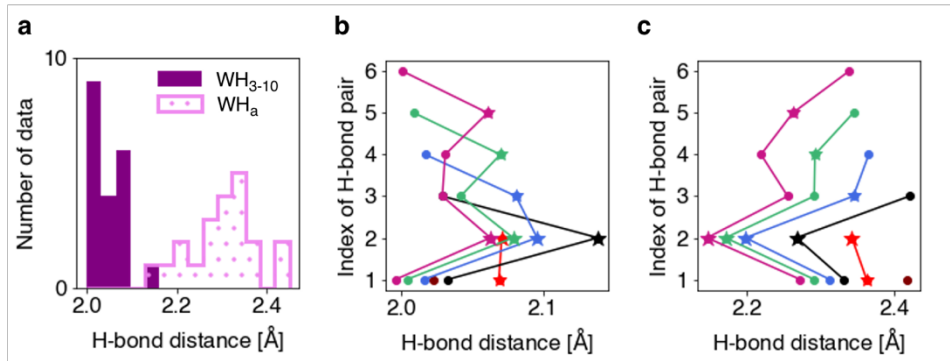 a
b
c
10
0
Number of data
WH3-10
WHa
2.0
2.2
2.4
H-bond distance [Å]
6
5
4
3
2
1
Index of H-bond pair
2.0
2.1
H-bond distance [Å]
6
5
4
3
2
1
Index of H-bond pair
2.2
2.4
H-bond distance [Å]